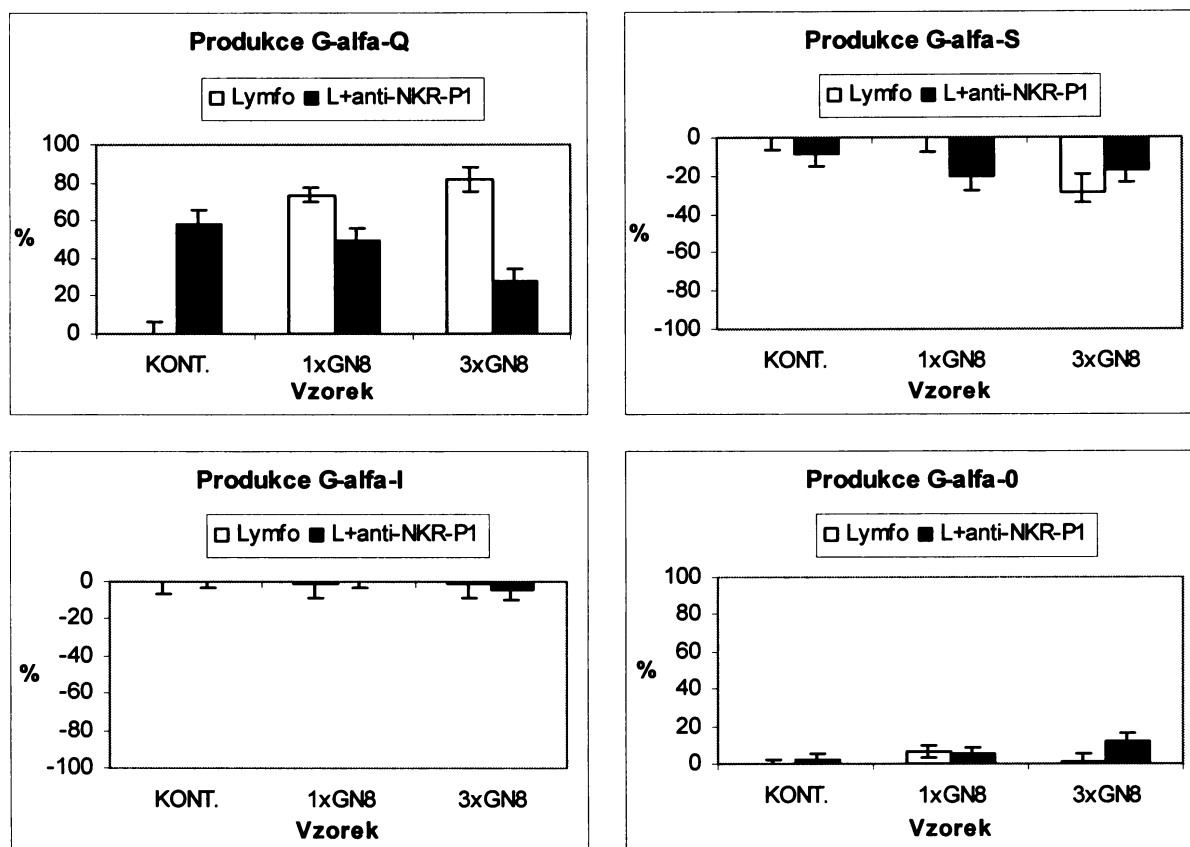 Produkce G-alfa-Q
Lymfo L+anti-NKR-P1
100
80
60
%
40
20
0
KONT. 1xGN8 3xGN8
Vzorek
Produkce G-alfa-S
Lymfo L+anti-NKR-P1
0
-20
-40
%
-60
-80
-100
KONT. 1xGN8 3xGN8
Vzorek
Produkce G-alfa-I
Lymfo L+anti-NKR-P1
0
-20
-40
%
-60
-80
-100
KONT. 1xGN8 3xGN8
Vzorek
Produkce G-alfa-0
Lymfo L+anti-NKR-P1
100
80
60
%
40
20
0
KONT. 1xGN8 3xGN8
Vzorek